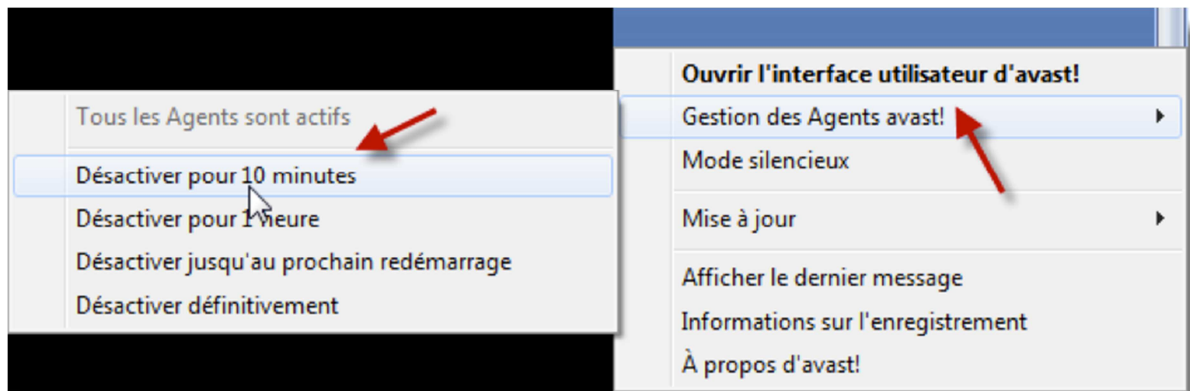 Ouvrir l'interface utilisateur d'avast!
Gestion des Agents avast!
Mode silencieux
Mise à jour
Afficher le dernier message
Informations sur l'enregistrement
À propos d'avast!
Tous les Agents sont actifs
Désactiver pour 10 minutes
Désactiver pour 1 heure
Désactiver jusqu'au prochain redémarrage
Désactiver définitivement